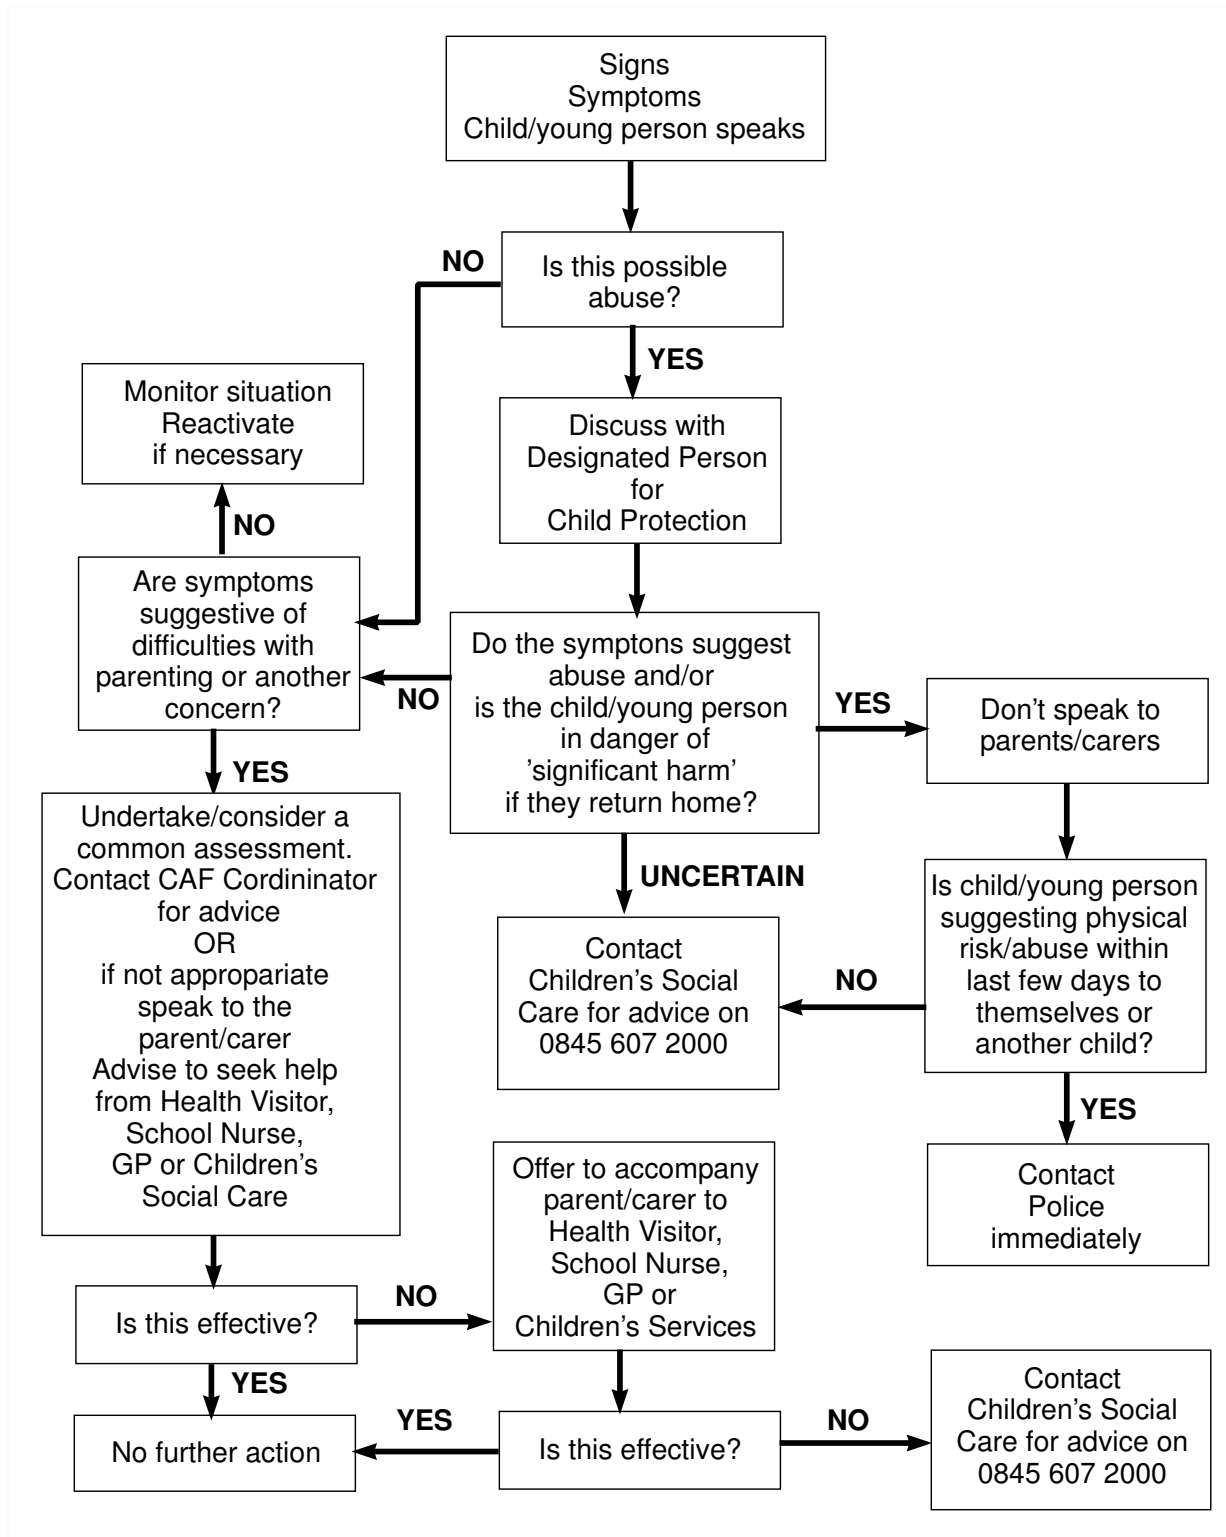 Signs
Symptoms
Child/young person speaks
Is this possible
abuse?
NO
YES
Discuss with
Designated Person
for
Child Protection
Monitor situation
Reactivate
if necessary
NO
Are symptoms
suggestive of
difficulties with
parenting or another
concern?
NO
Do the symptons suggest
abuse and/or
is the child/young person
in danger of
'significant harm'
if they return home?
YES
Don't speak to
parents/carers
YES
Undertake/consider a
common assessment.
Contact CAF Cordininator
for advice
OR
if not appropariate
speak to the
parent/carer
Advise to seek help
from Health Visitor,
School Nurse,
GP or Children's
Social Care
UNCERTAIN
Contact
Children's Social
Care for advice on
0845 607 2000
NO
Is child/young person
suggesting physical
risk/abuse within
last few days to
themselves or
another child?
YES
Contact
Police
immediately
Is this effective?
NO
Offer to accompany
parent/carer to
Health Visitor,
School Nurse,
GP or
Children's Services
YES
No further action
YES
Is this effective?
NO
Contact
Children's Social
Care for advice on
0845 607 2000